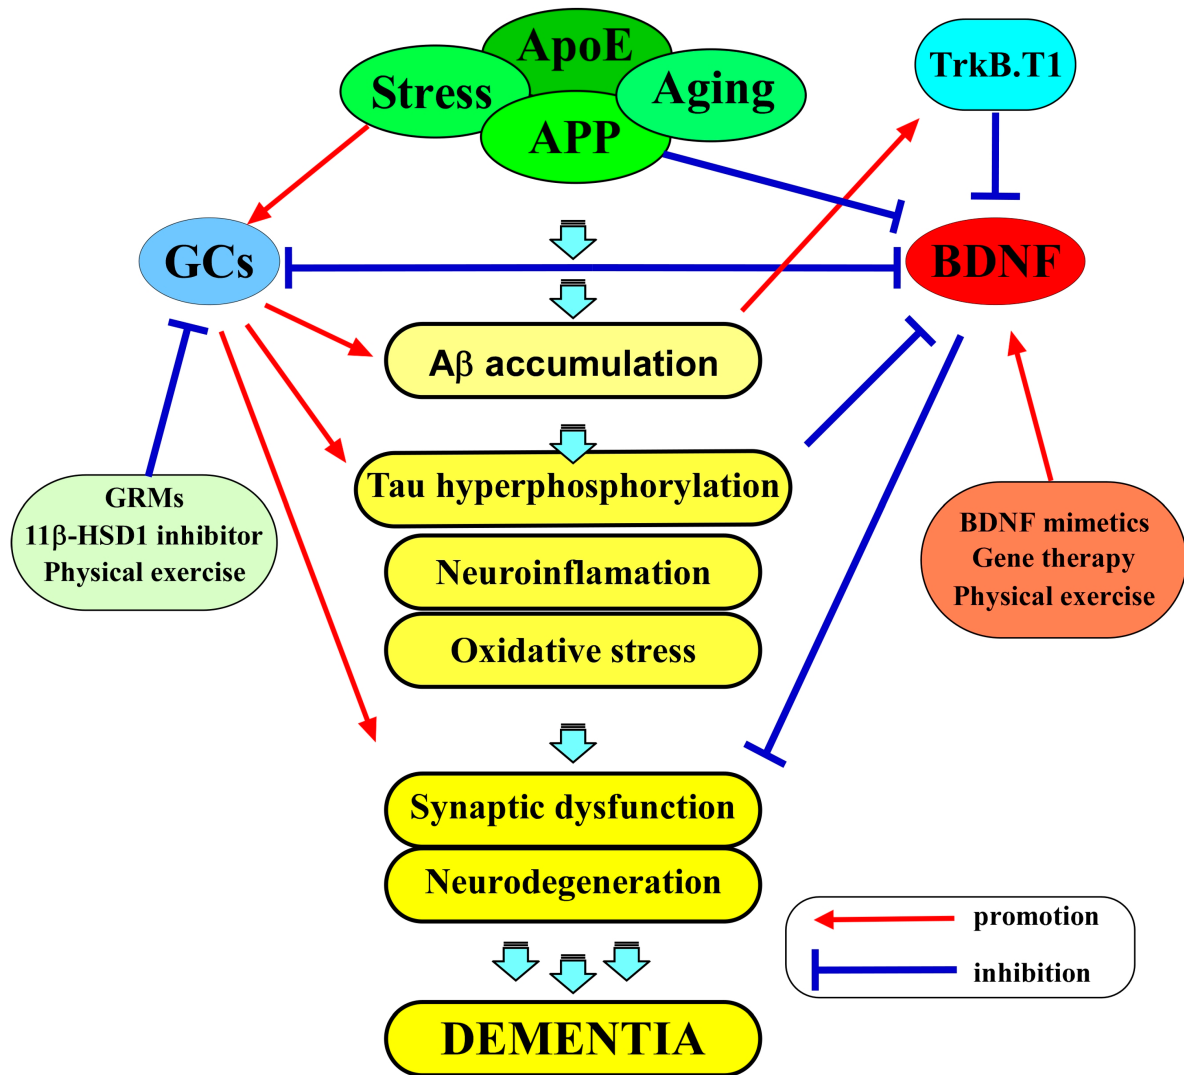 ApoE
TrkB.T1
Stress
Aging
APP
GCs
BDNF
Aβ accumulation
Tau hyperphosphorylation
GRMs
11β-HSD1 inhibitor
Physical exercise
BDNF mimetics
Gene therapy
Physical exercise
Neuroinflamation
Oxidative stress
Synaptic dysfunction
Neurodegeneration
promotion
inhibition
DEMENTIA